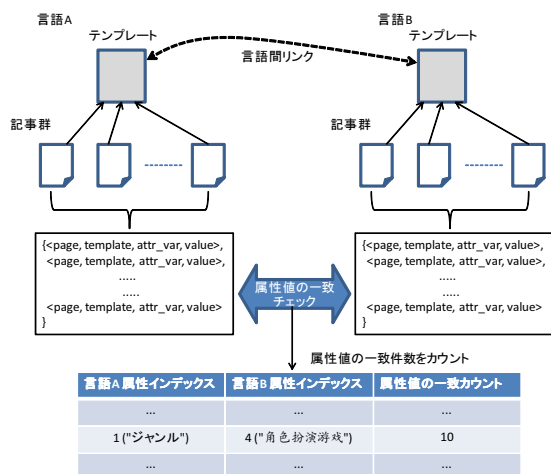 言語A
言語B
テンプレート
テンプレート
言語間リンク
記事群
記事群
{<page, template, attr_var, value>,
<page, template, attr_var, value>,
.....
.....
<page, template, attr_var, value>
}
属性値の一致
チェック
{<page, template, attr_var, value>,
<page, template, attr_var, value>,
.....
.....
<page, template, attr_var, value>
}
属性値の一致件数をカウント
言語A 属性インデックス 言語B 属性インデックス 属性値の一致カウント
... ... ...
1 ("ジャンル") 4 ("角色扮演游戏") 10
... ... ...